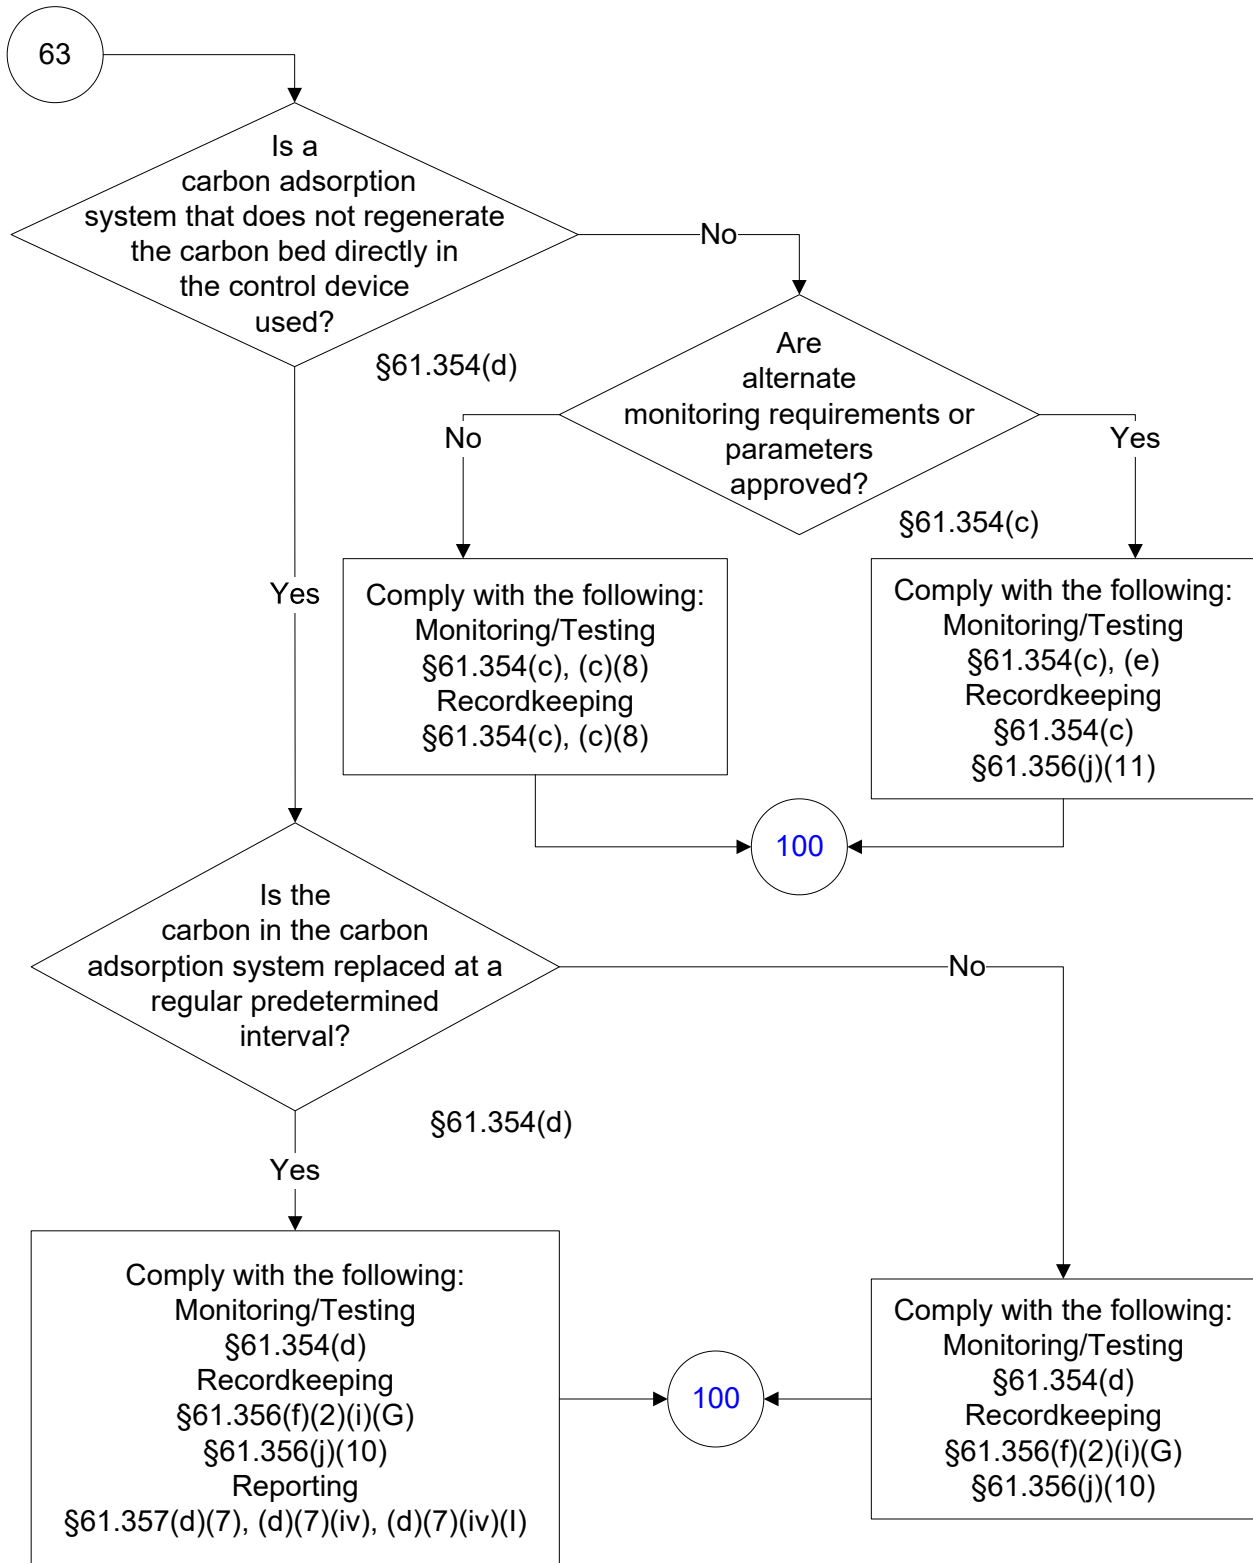 63
Is a
carbon adsorption
system that does not regenerate
the carbon bed directly in
the control device
used?
No
§61.354(d)
Are
alternate
monitoring requirements or
parameters
approved?
No
Yes
§61.354(c)
Yes
Comply with the following:
Monitoring/Testing
§61.354(c), (c)(8)
Recordkeeping
§61.354(c), (c)(8)
Comply with the following:
Monitoring/Testing
§61.354(c), (e)
Recordkeeping
§61.354(c)
§61.356(j)(11)
100
Is the
carbon in the carbon
adsorption system replaced at a
regular predetermined
interval?
No
§61.354(d)
Yes
Comply with the following:
Monitoring/Testing
§61.354(d)
Recordkeeping
§61.356(f)(2)(i)(G)
§61.356(j)(10)
Reporting
§61.357(d)(7), (d)(7)(iv), (d)(7)(iv)(I)
100
Comply with the following:
Monitoring/Testing
§61.354(d)
Recordkeeping
§61.356(f)(2)(i)(G)
§61.356(j)(10)